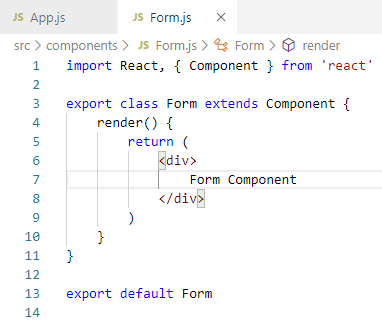 JS App.js JS Form.js ×
src > components > JS Form.js > Form > render
1 import React, { Component } from 'react'
2
3 export class Form extends Component {
4 render() {
5 return (
6 <div>
7 Form Component
8 </div>
9 )
10 }
11 }
12
13 export default Form
14